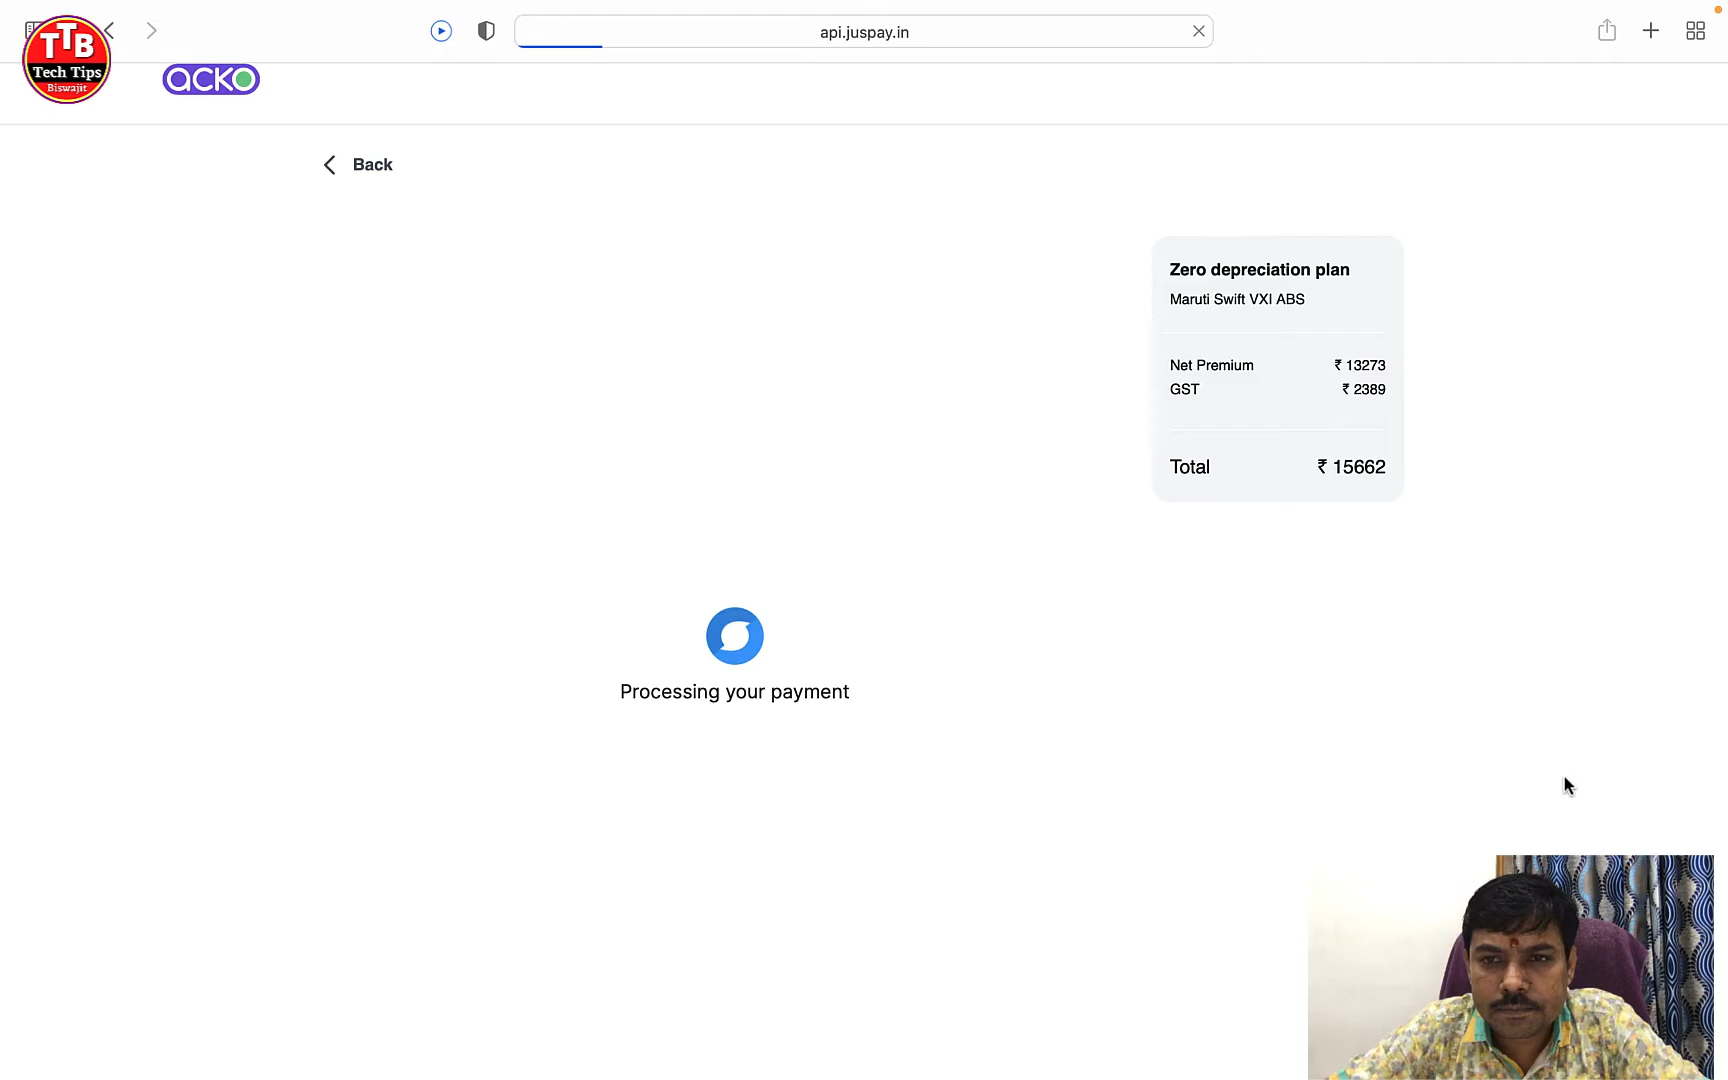 api.juspay.in
TTB
Tech Tips
Biswajit
acko
Back
Zero depreciation plan
Maruti Swift VXI ABS
Net Premium ₹ 13273
GST ₹ 2389
Total ₹ 15662
Processing your payment